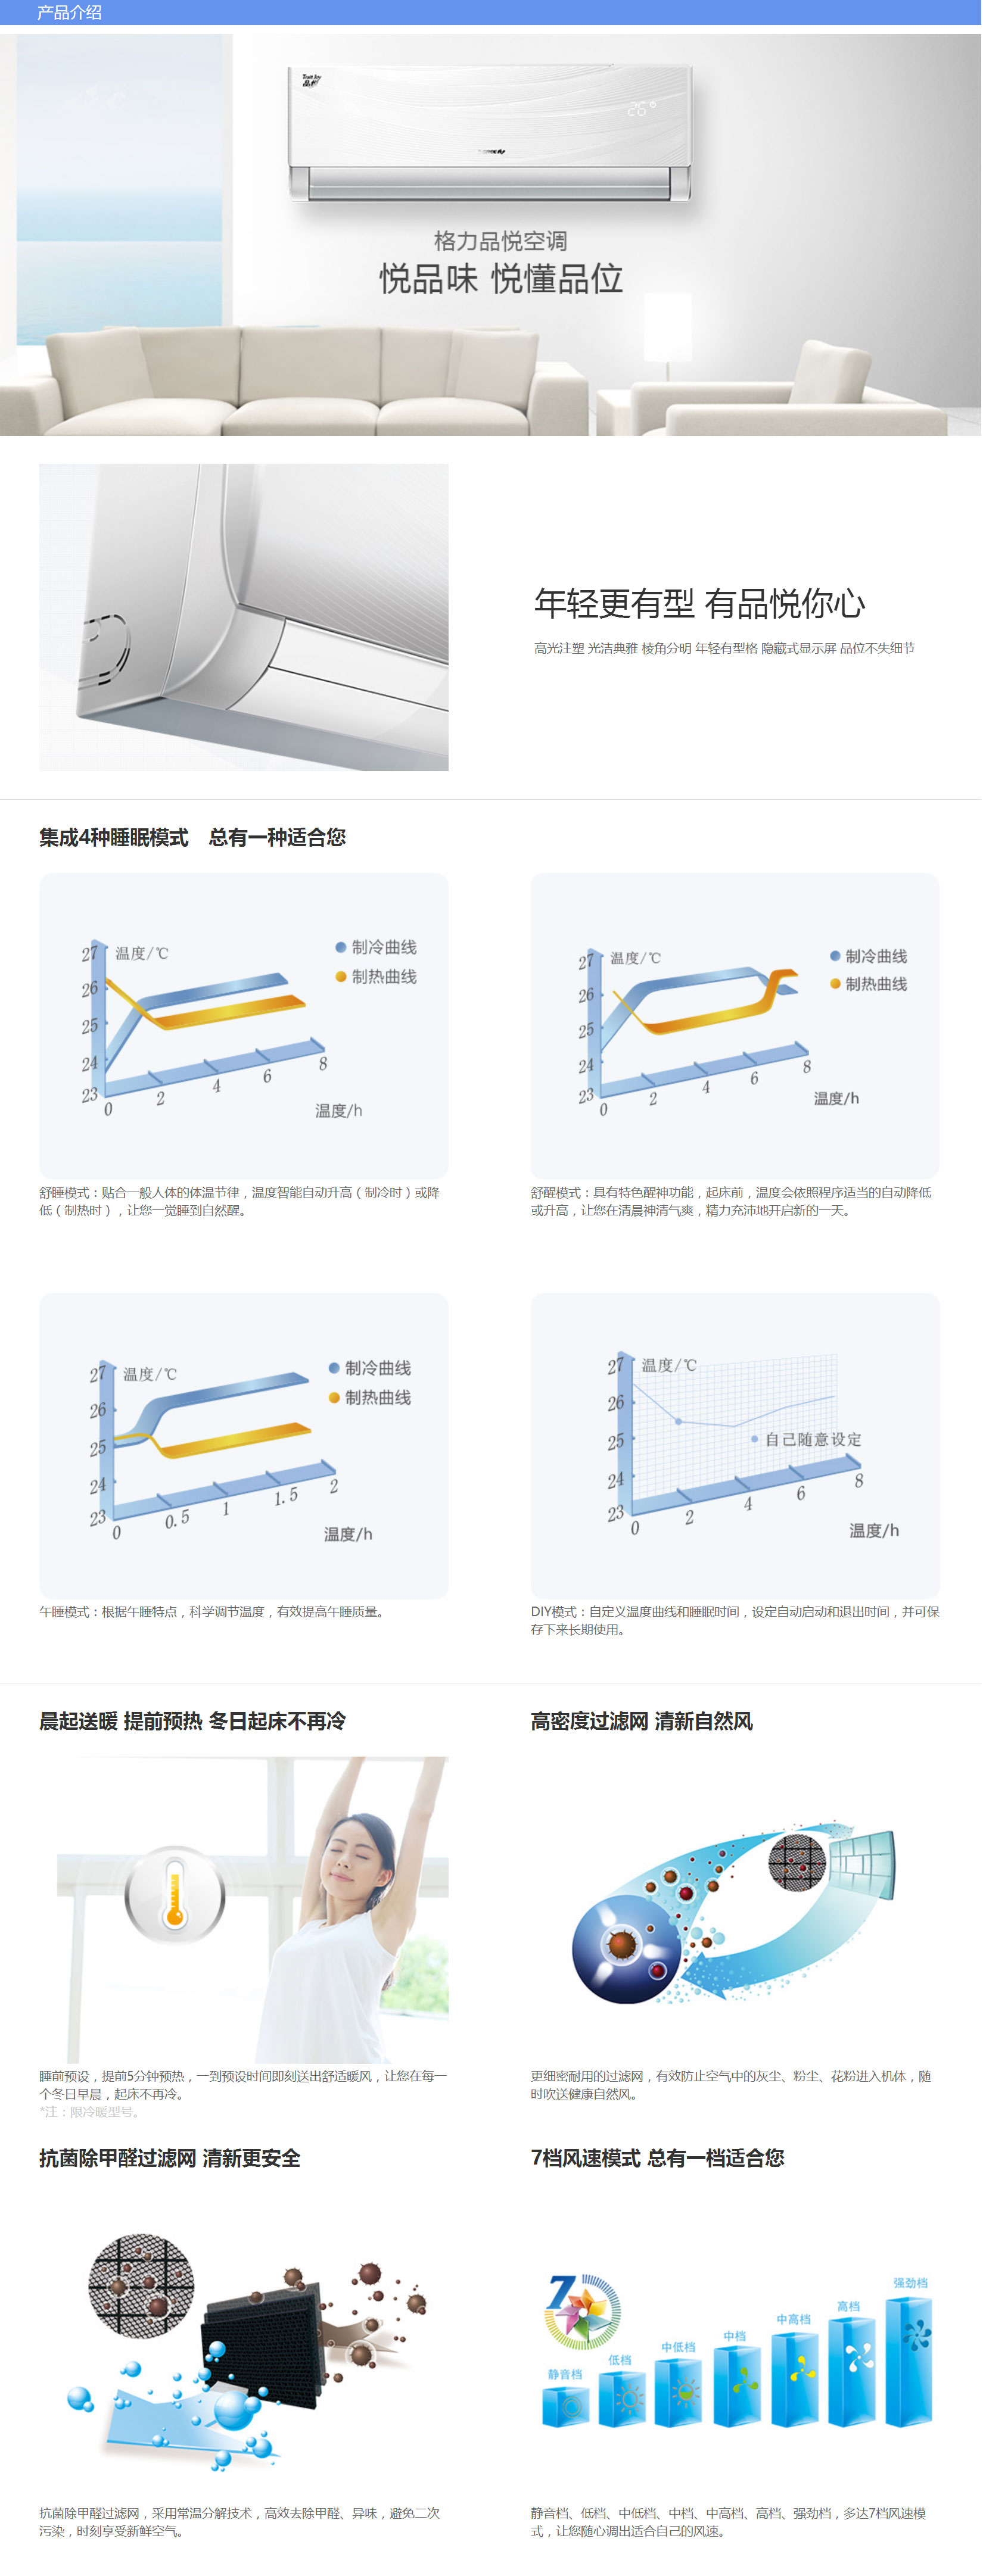 产品介绍
品悦
26°
格力品悦空调
悦品味 悦懂品位
年轻更有型 有品悦你心
高光注塑 光洁典雅 棱角分明 年轻有型格 隐藏式显示屏 品位不失细节
集成4种睡眠模式 总有一种适合您
27 温度/℃
26
25
24
23
0 2 4 6 8
温度/h
制冷曲线
制热曲线
舒睡模式：贴合一般人体的体温节律，温度智能自动升高（制冷时）或降
低（制热时），让您一觉睡到自然醒。
27 温度/℃
26
25
24
23
0 2 4 6 8
温度/h
制冷曲线
制热曲线
舒醒模式：具有特色醒神功能，起床前，温度会依照程序适当的自动降低
或升高，让您在清晨神清气爽，精力充沛地开启新的一天。
27 温度/℃
26
25
24
23
0 0.5 1 1.5 2
温度/h
制冷曲线
制热曲线
午睡模式：根据午睡特点，科学调节温度，有效提高午睡质量。
27 温度/℃
26
25
24
23
0 2 4 6 8
温度/h
自己随意设定
DIY模式：自定义温度曲线和睡眠时间，设定自动启动和退出时间，并可保
存下来长期使用。
晨起送暖 提前预热 冬日起床不再冷
睡前预设，提前5分钟预热，一到预设时间即刻送出舒适暖风，让您在每一
个冬日早晨，起床不再冷。
*注：限冷暖型号。
高密度过滤网 清新自然风
更细密耐用的过滤网，有效防止空气中的灰尘、粉尘、花粉进入机体，随
时吹送健康自然风。
抗菌除甲醛过滤网 清新更安全
抗菌除甲醛过滤网，采用常温分解技术，高效去除甲醛、异味，避免二次
污染，时刻享受新鲜空气。
7档风速模式 总有一档适合您
7
静音档
低档
中低档
中档
中高档
高档
强劲档
静音档、低档、中低档、中档、中高档、高档、强劲档，多达7档风速模
式，让您随心调出适合自己的风速。